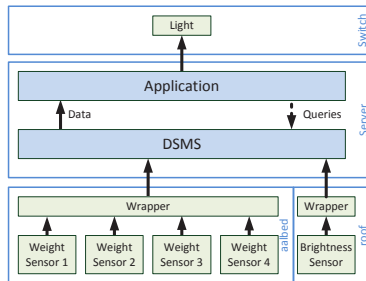 Light
Switch
Application
Data
Queries
DSMS
Server
Wrapper
Wrapper
aalbed
roof
Weight
Sensor 1
Weight
Sensor 2
Weight
Sensor 3
Weight
Sensor 4
Brightness
Sensor